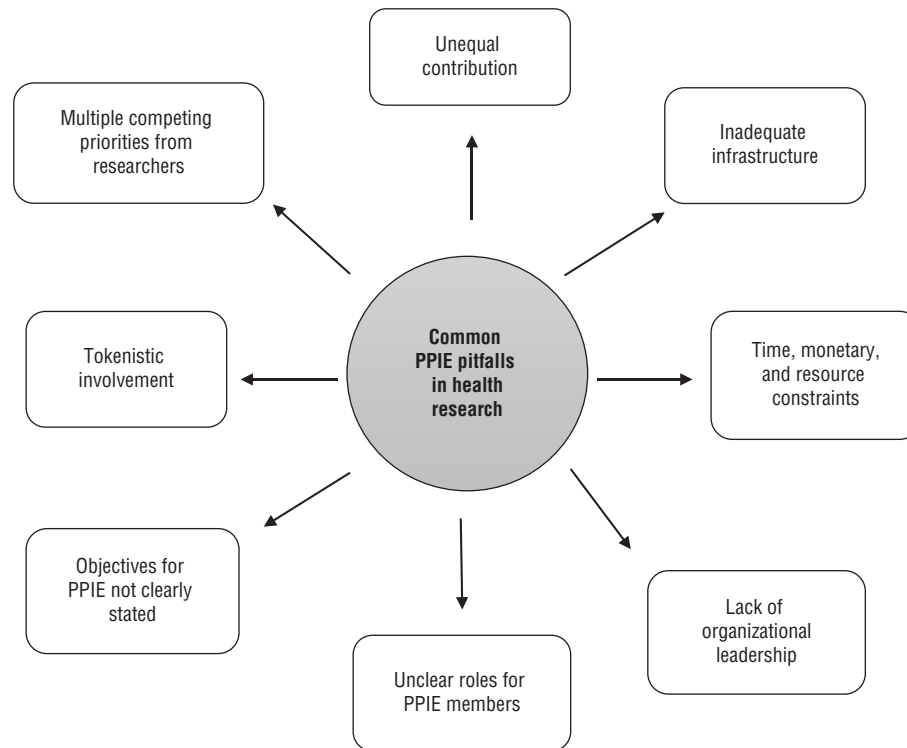 Unequal
contribution
Multiple competing
priorities from
researchers
Inadequate
infrastructure
Common
PPIE pitfalls
in health
research
Tokenistic
involvement
Time, monetary,
and resource
constraints
Objectives for
PPIE not clearly
stated
Lack of
organizational
leadership
Unclear roles for
PPIE members